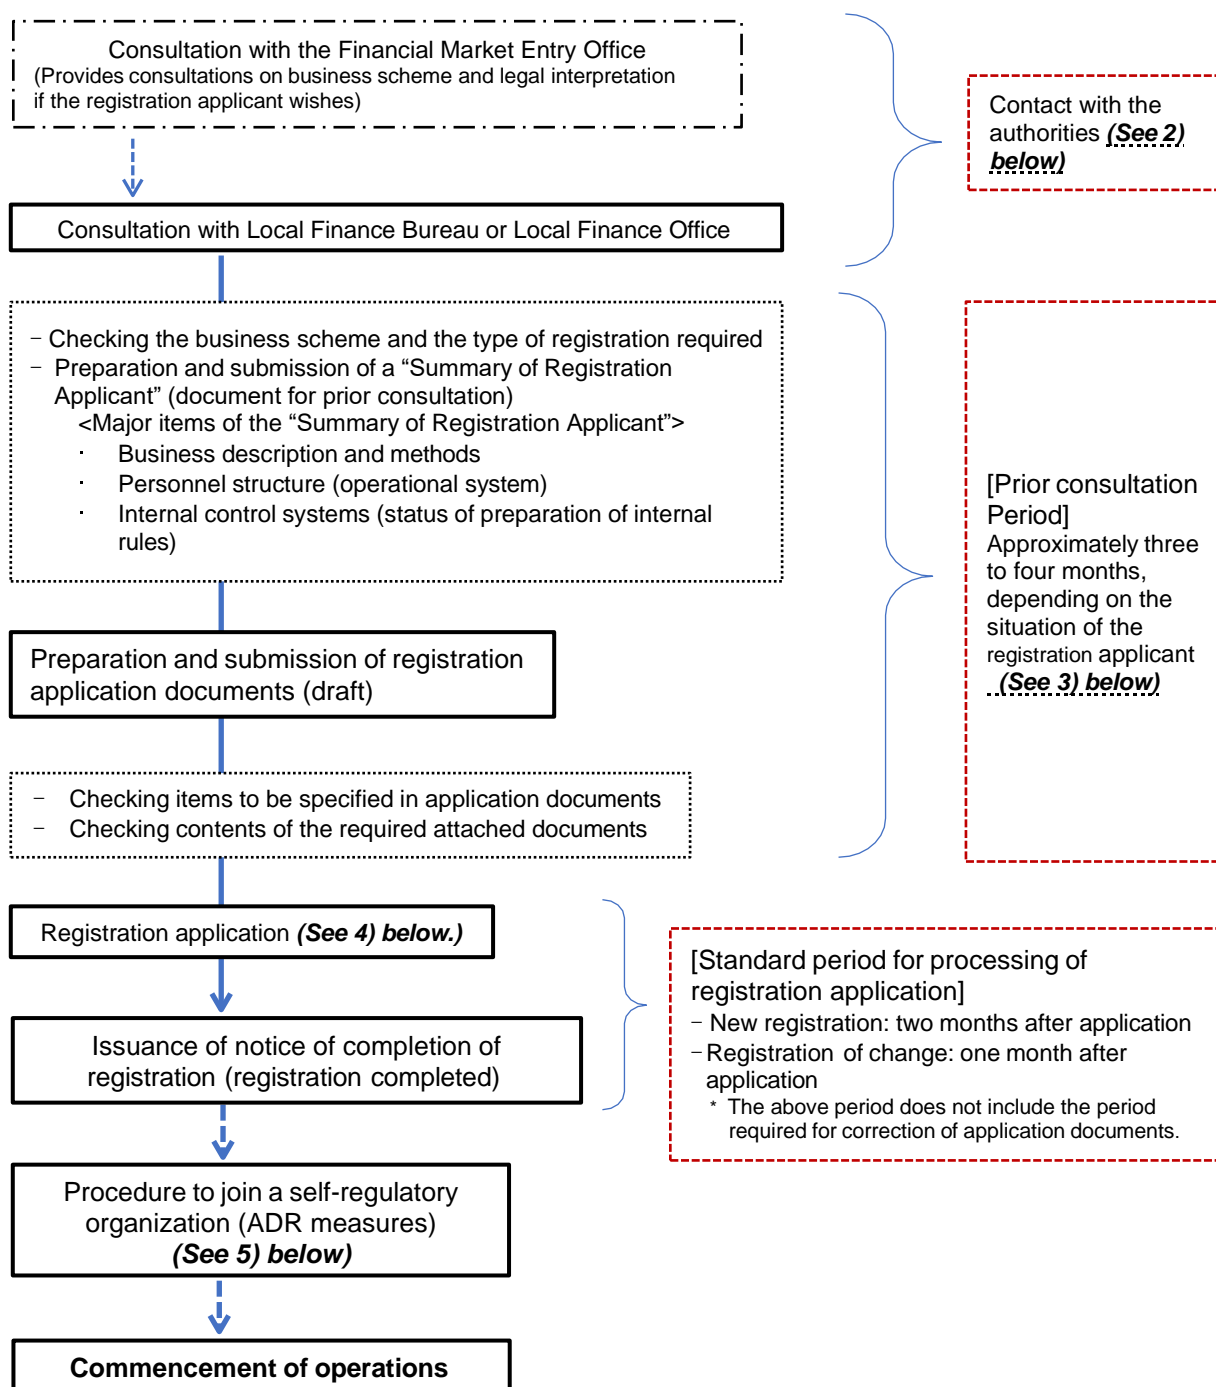 Consultation with the Financial Market Entry Office
(Provides consultations on business scheme and legal interpretation
if the registration applicant wishes)
Contact with the
authorities (See 2)
below)
Consultation with Local Finance Bureau or Local Finance Office
− Checking the business scheme and the type of registration required
− Preparation and submission of a “Summary of Registration
Applicant” (document for prior consultation)
<Major items of the “Summary of Registration Applicant”>
· Business description and methods
· Personnel structure (operational system)
· Internal control systems (status of preparation of internal
rules)
[Prior consultation
Period]
Approximately three
to four months,
depending on the
situation of the
registration applicant
(See 3) below)
Preparation and submission of registration
application documents (draft)
− Checking items to be specified in application documents
− Checking contents of the required attached documents
Registration application (See 4) below.)
[Standard period for processing of
registration application]
− New registration: two months after application
− Registration of change: one month after
application
* The above period does not include the period
required for correction of application documents.
Issuance of notice of completion of
registration (registration completed)
Procedure to join a self-regulatory
organization (ADR measures)
(See 5) below)
Commencement of operations